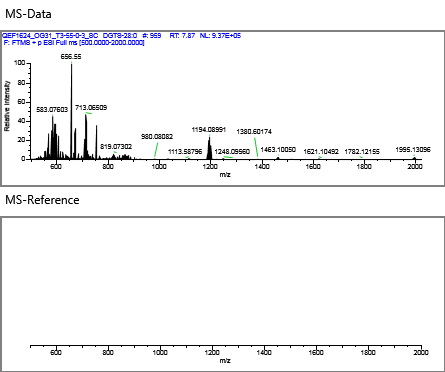 MS-Data
QEF1624_OG31_T3-55-0-3_8C DGTS-28:0 #: 959 RT: 7.87 NL: 9.37E+05
F: FTMS + p ESI Full ms [500.0000-2000.0000]
656.55
100
713.06509
583.07603
80
60
Relative Intensity
1194.08991
1380.60174
980.08082
40
819.07302
1113.58796
1248.09560
1463.10050
1621.10492
1782.12155
1995.13096
20
0
600 800 1000 1200 1400 1600 1800 2000
m/z
MS-Reference
600 800 1000 1200 1400 1600 1800 2000
m/z